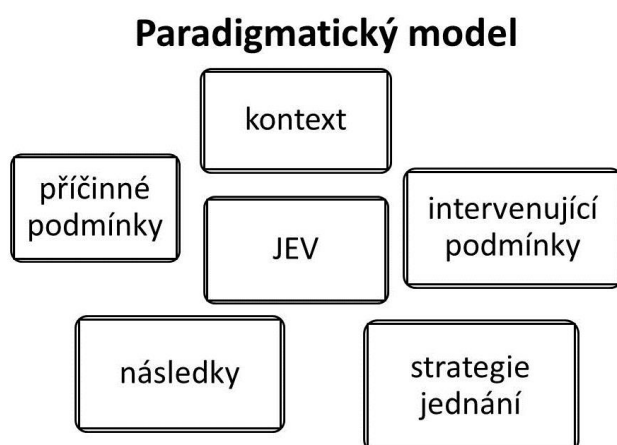 Paradigmatický model
kontext
příčinné
podmínky
JEV
intervenující
podmínky
následky
strategie
jednání